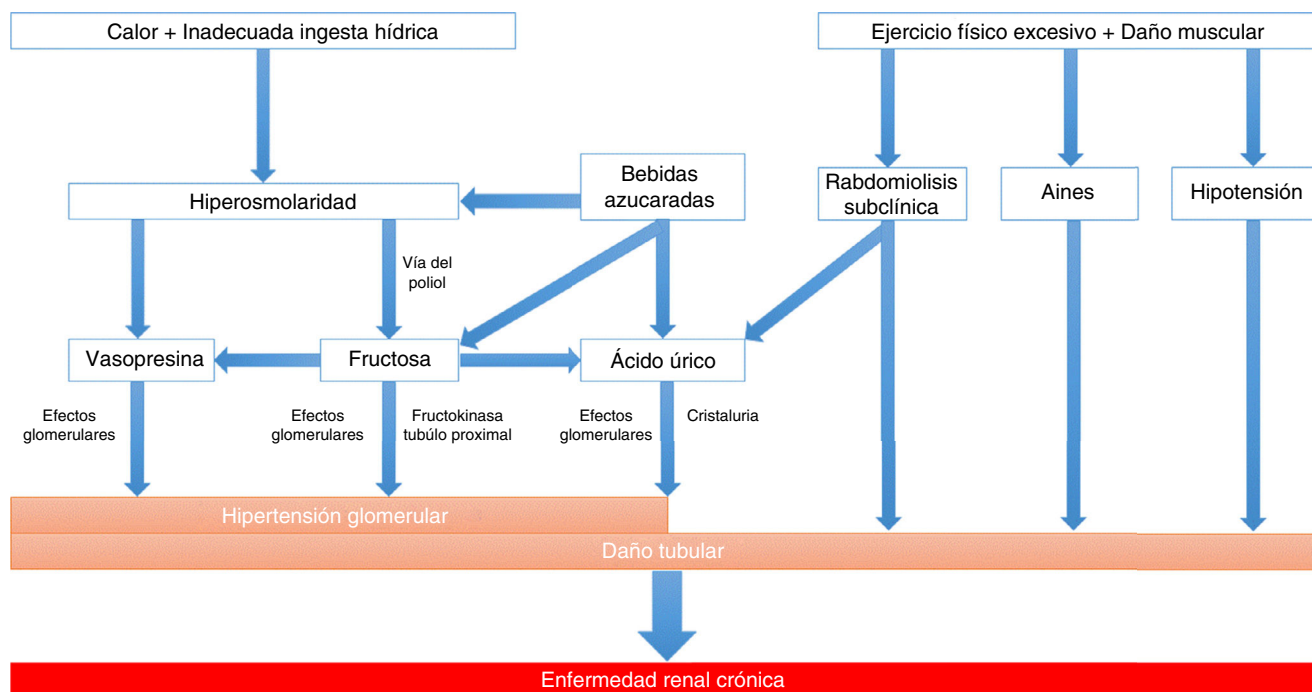 Calor + Inadecuada ingesta hídrica
Ejercicio físico excesivo + Daño muscular
Hiperosmolaridad
Bebidas
azucaradas
Rabdomiolisis
subclínica
Aines
Hipotensión
Vía del
poliol
Vasopresina
Fructosa
Ácido úrico
Efectos
glomerulares
Efectos
glomerulares
Fructokinasa
tubúlo proximal
Efectos
glomerulares
Cristaluria
Hipertensión glomerular
Daño tubular
Enfermedad renal crónica